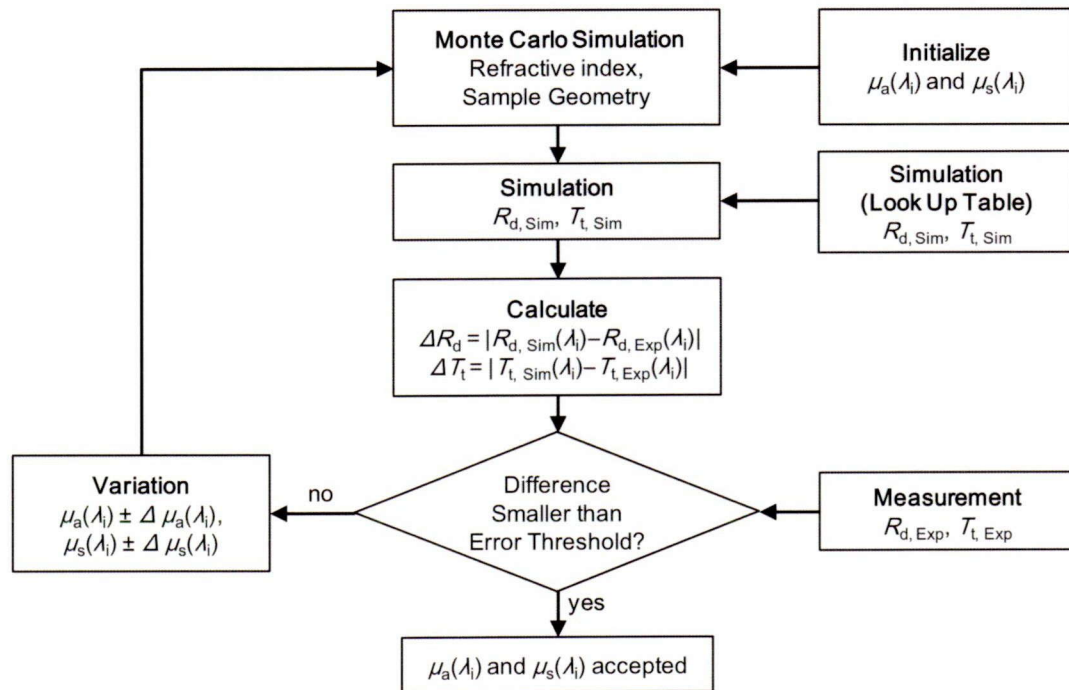 Monte Carlo Simulation
Refractive index,
Sample Geometry
Initialize
μa(λi) and μs(λi)
Simulation
Rd, Sim, Tt, Sim
Simulation
(Look Up Table)
Rd, Sim, Tt, Sim
Calculate
ΔRd = |Rd, Sim(λi)–Rd, Exp(λi)|
ΔTt = |Tt, Sim(λi)–Tt, Exp(λi)|
Variation
μa(λi) ± Δ μa(λi),
μs(λi) ± Δ μs(λi)
no
Difference
Smaller than
Error Threshold?
Measurement
Rd, Exp, Tt, Exp
yes
μa(λi) and μs(λi) accepted